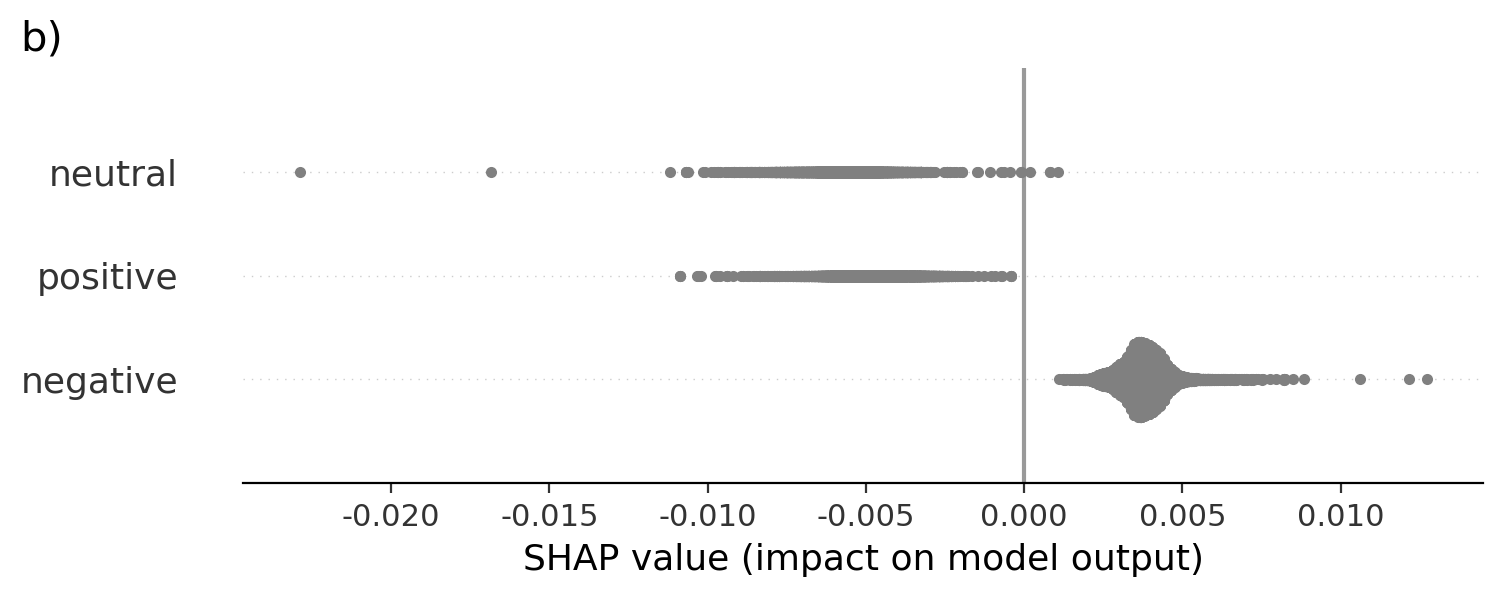 b)
neutral
positive
negative
-0.020 -0.015 -0.010 -0.005 0.000 0.005 0.010
SHAP value (impact on model output)